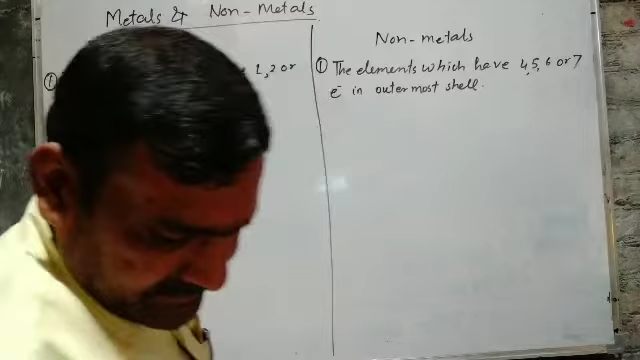 Metals & Non-Metals
① 1, 2 or
Non-metals
① The elements which have 4, 5, 6 or 7
e⁻ in outermost shell.